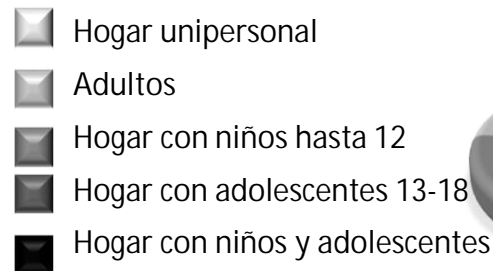 Hogar unipersonal
Adultos
Hogar con niños hasta 12
Hogar con adolescentes 13-18
Hogar con niños y adolescentes